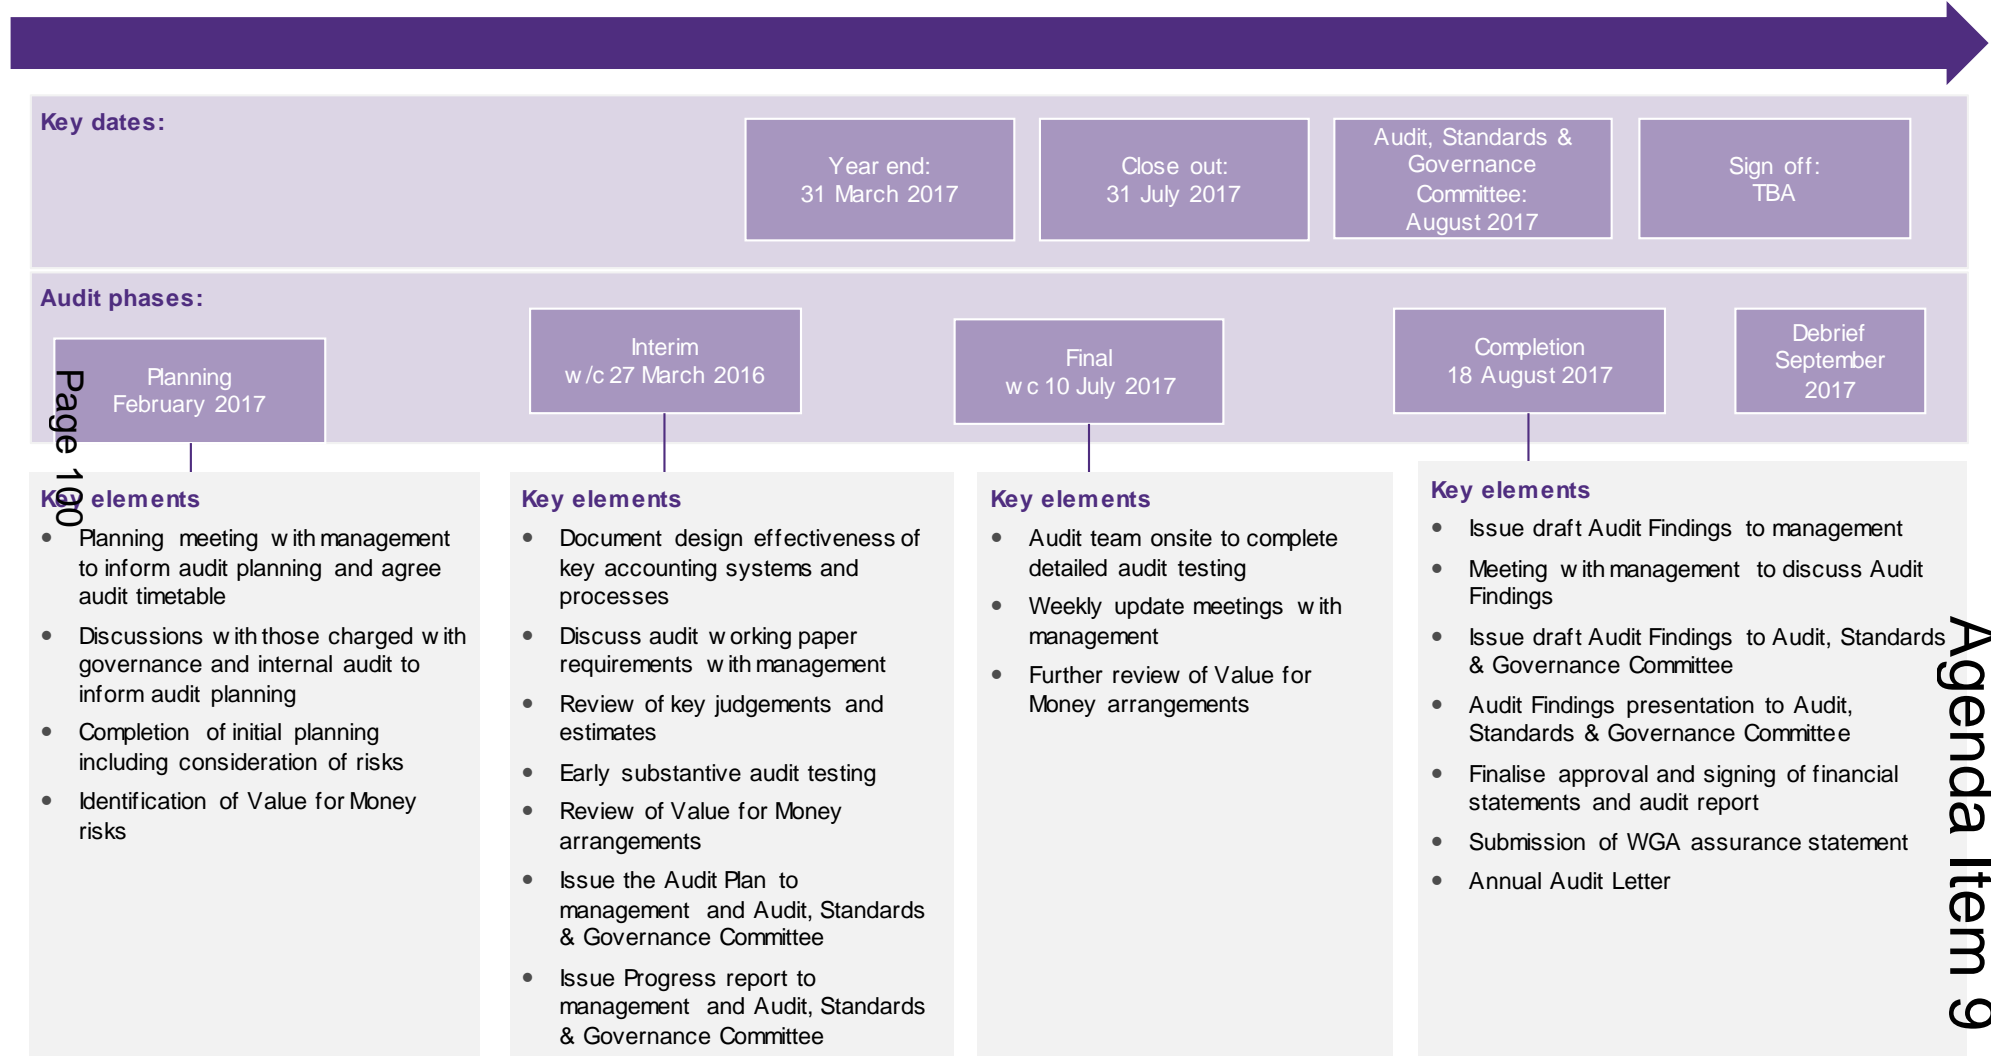 Key dates:
Year end:
31 March 2017
Close out:
31 July 2017
Audit, Standards &
Governance
Committee:
August 2017
Sign off:
TBA
Audit phases:
Planning
February 2017
Interim
w/c 27 March 2016
Final
w c 10 July 2017
Completion
18 August 2017
Debrief
September
2017
Page 100
Key elements
• Planning meeting with management
to inform audit planning and agree
audit timetable
• Discussions with those charged with
governance and internal audit to
inform audit planning
• Completion of initial planning
including consideration of risks
• Identification of Value for Money
risks
Key elements
• Document design effectiveness of
key accounting systems and
processes
• Discuss audit working paper
requirements with management
• Review of key judgements and
estimates
• Early substantive audit testing
• Review of Value for Money
arrangements
• Issue the Audit Plan to
management and Audit, Standards
& Governance Committee
• Issue Progress report to
management and Audit, Standards
& Governance Committee
Key elements
• Audit team onsite to complete
detailed audit testing
• Weekly update meetings with
management
• Further review of Value for
Money arrangements
Key elements
• Issue draft Audit Findings to management
• Meeting with management to discuss Audit
Findings
• Issue draft Audit Findings to Audit, Standards
& Governance Committee
• Audit Findings presentation to Audit,
Standards & Governance Committee
• Finalise approval and signing of financial
statements and audit report
• Submission of WGA assurance statement
• Annual Audit Letter
Agenda Item 9